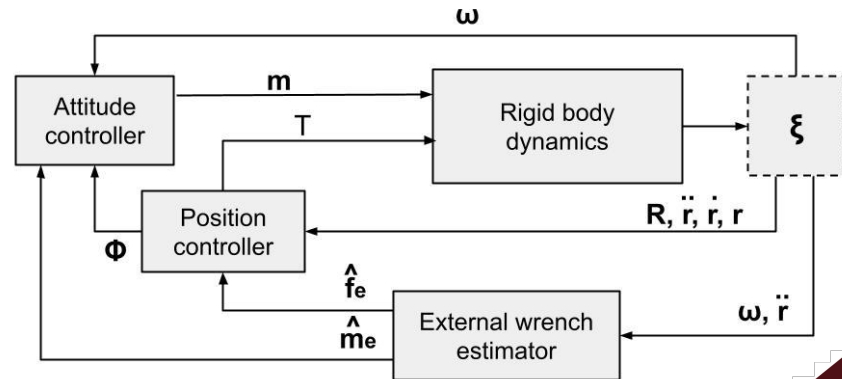 ω
Attitude
controller
m
T
Rigid body
dynamics
ξ
Φ
Position
controller
R, r̈, ṙ, r
f̂e
m̂e
External wrench
estimator
ω, r̈